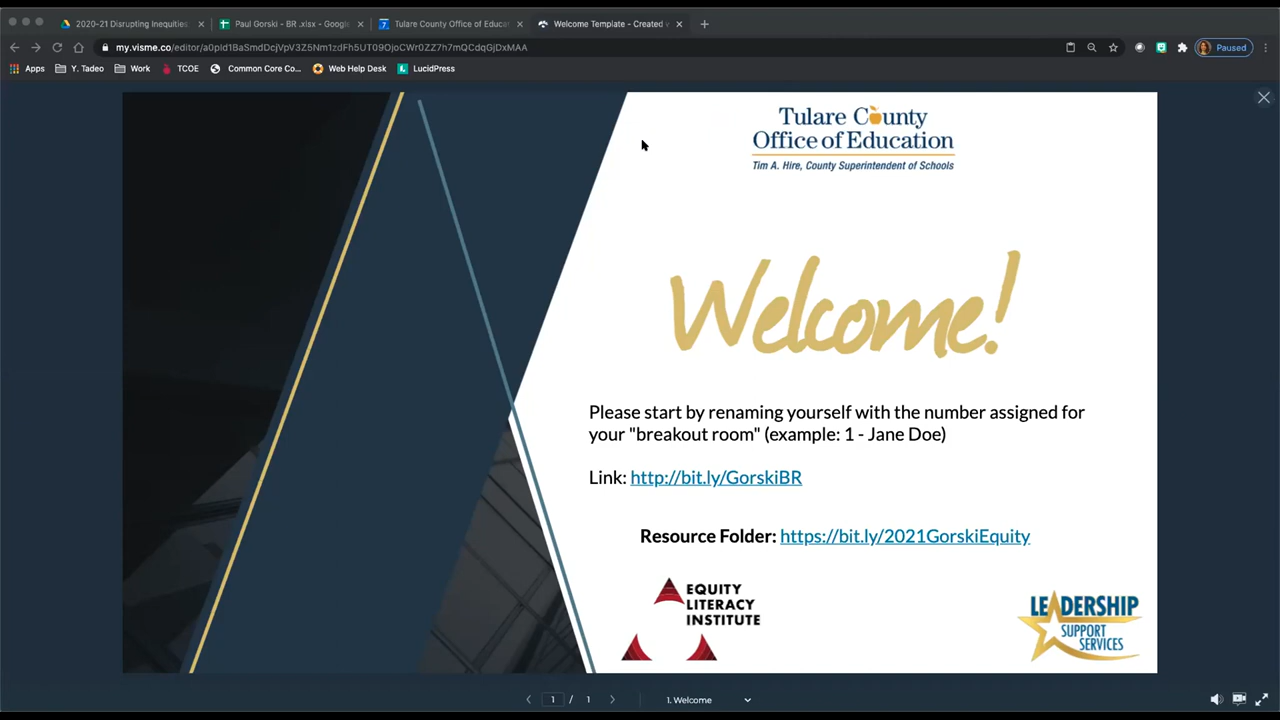 2020-21 Disrupting Inequities
Paul Gorski - BR .xlsx - Google
Tulare County Office of Educat
Welcome Template - Created w
my.visme.co/editor/
Paused
Apps
Y. Tadeo
Work
TCOE
Common Core Co...
Web Help Desk
LucidPress
Tulare County
Office of Education
Tim A. Hire, County Superintendent of Schools
Welcome!
Please start by renaming yourself with the number assigned for
your "breakout room" (example: 1 - Jane Doe)
Link: http://bit.ly/GorskiBR
Resource Folder: https://bit.ly/2021GorskiEquity
EQUITY
LITERACY
INSTITUTE
LEADERSHIP
SUPPORT
SERVICES
1 / 1
1. Welcome